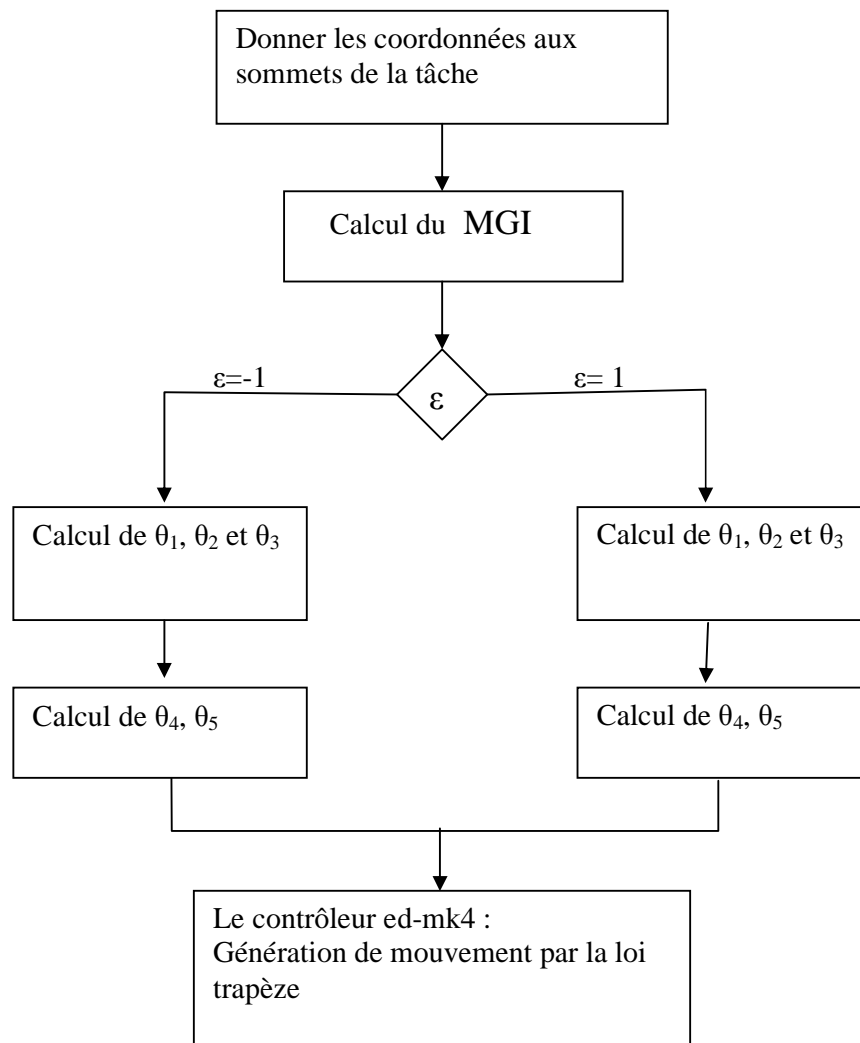 Donner les coordonnées aux
sommets de la tâche
Calcul du MGI
ε=-1
ε= 1
ε
Calcul de θ₁, θ₂ et θ₃
Calcul de θ₁, θ₂ et θ₃
Calcul de θ₄, θ₅
Calcul de θ₄, θ₅
Le contrôleur ed-mk4 :
Génération de mouvement par la loi
trapèze